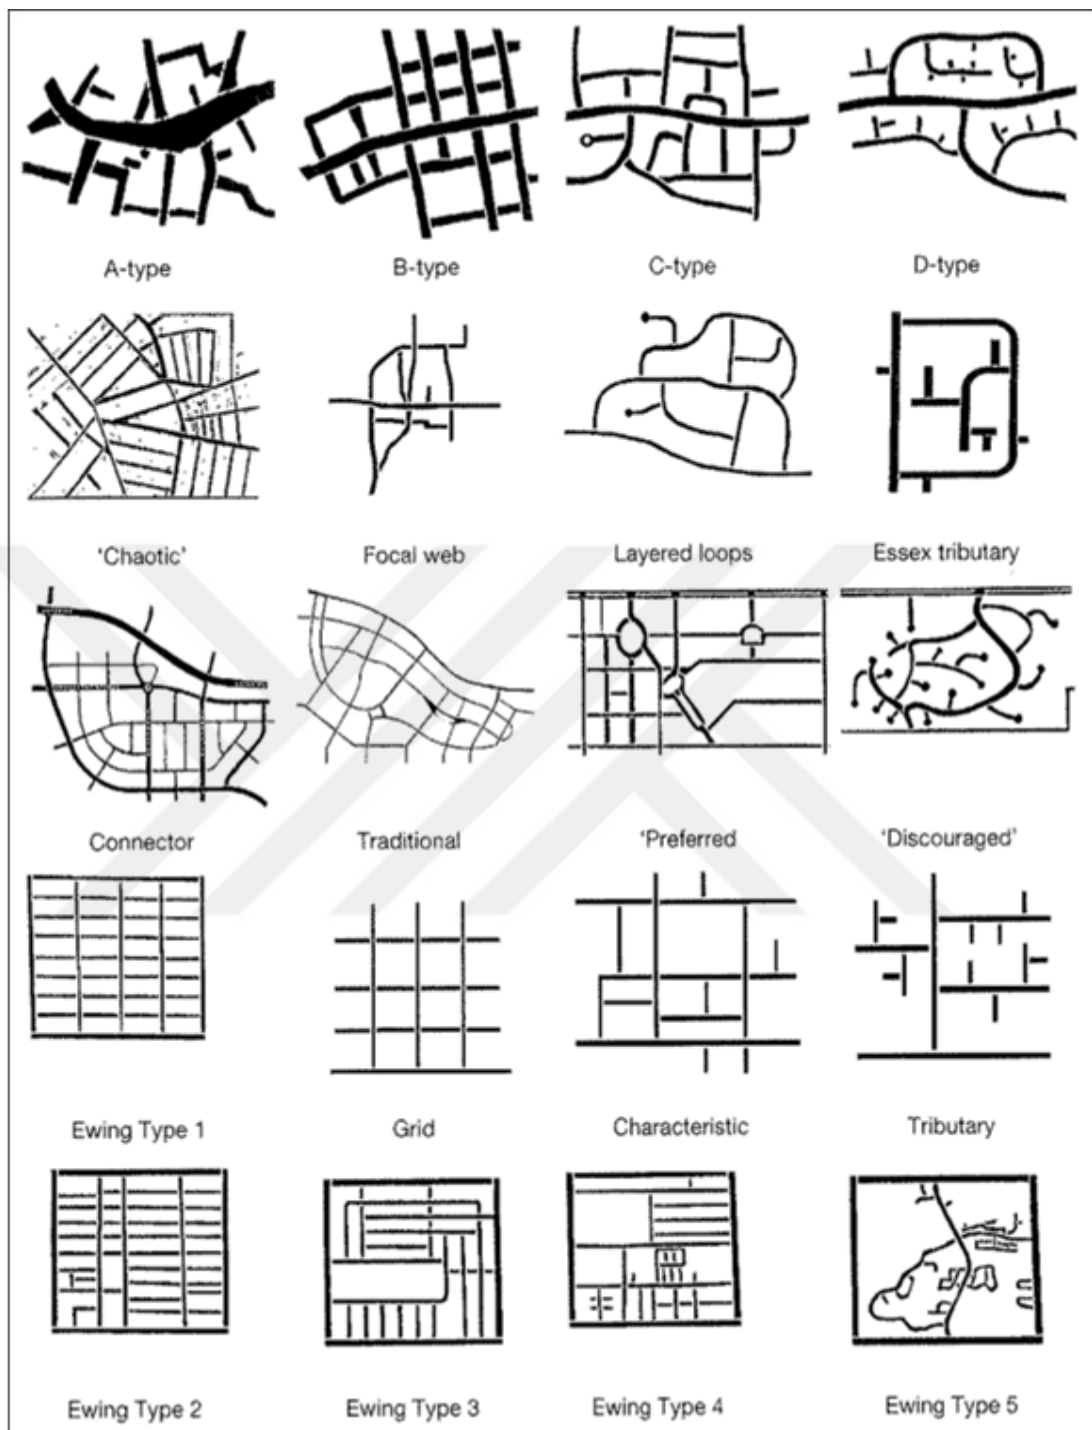 A-type B-type C-type D-type
'Chaotic' Focal web Layered loops Essex tributary
Connector Traditional 'Preferred 'Discouraged'
Ewing Type 1 Grid Characteristic Tributary
Ewing Type 2 Ewing Type 3 Ewing Type 4 Ewing Type 5